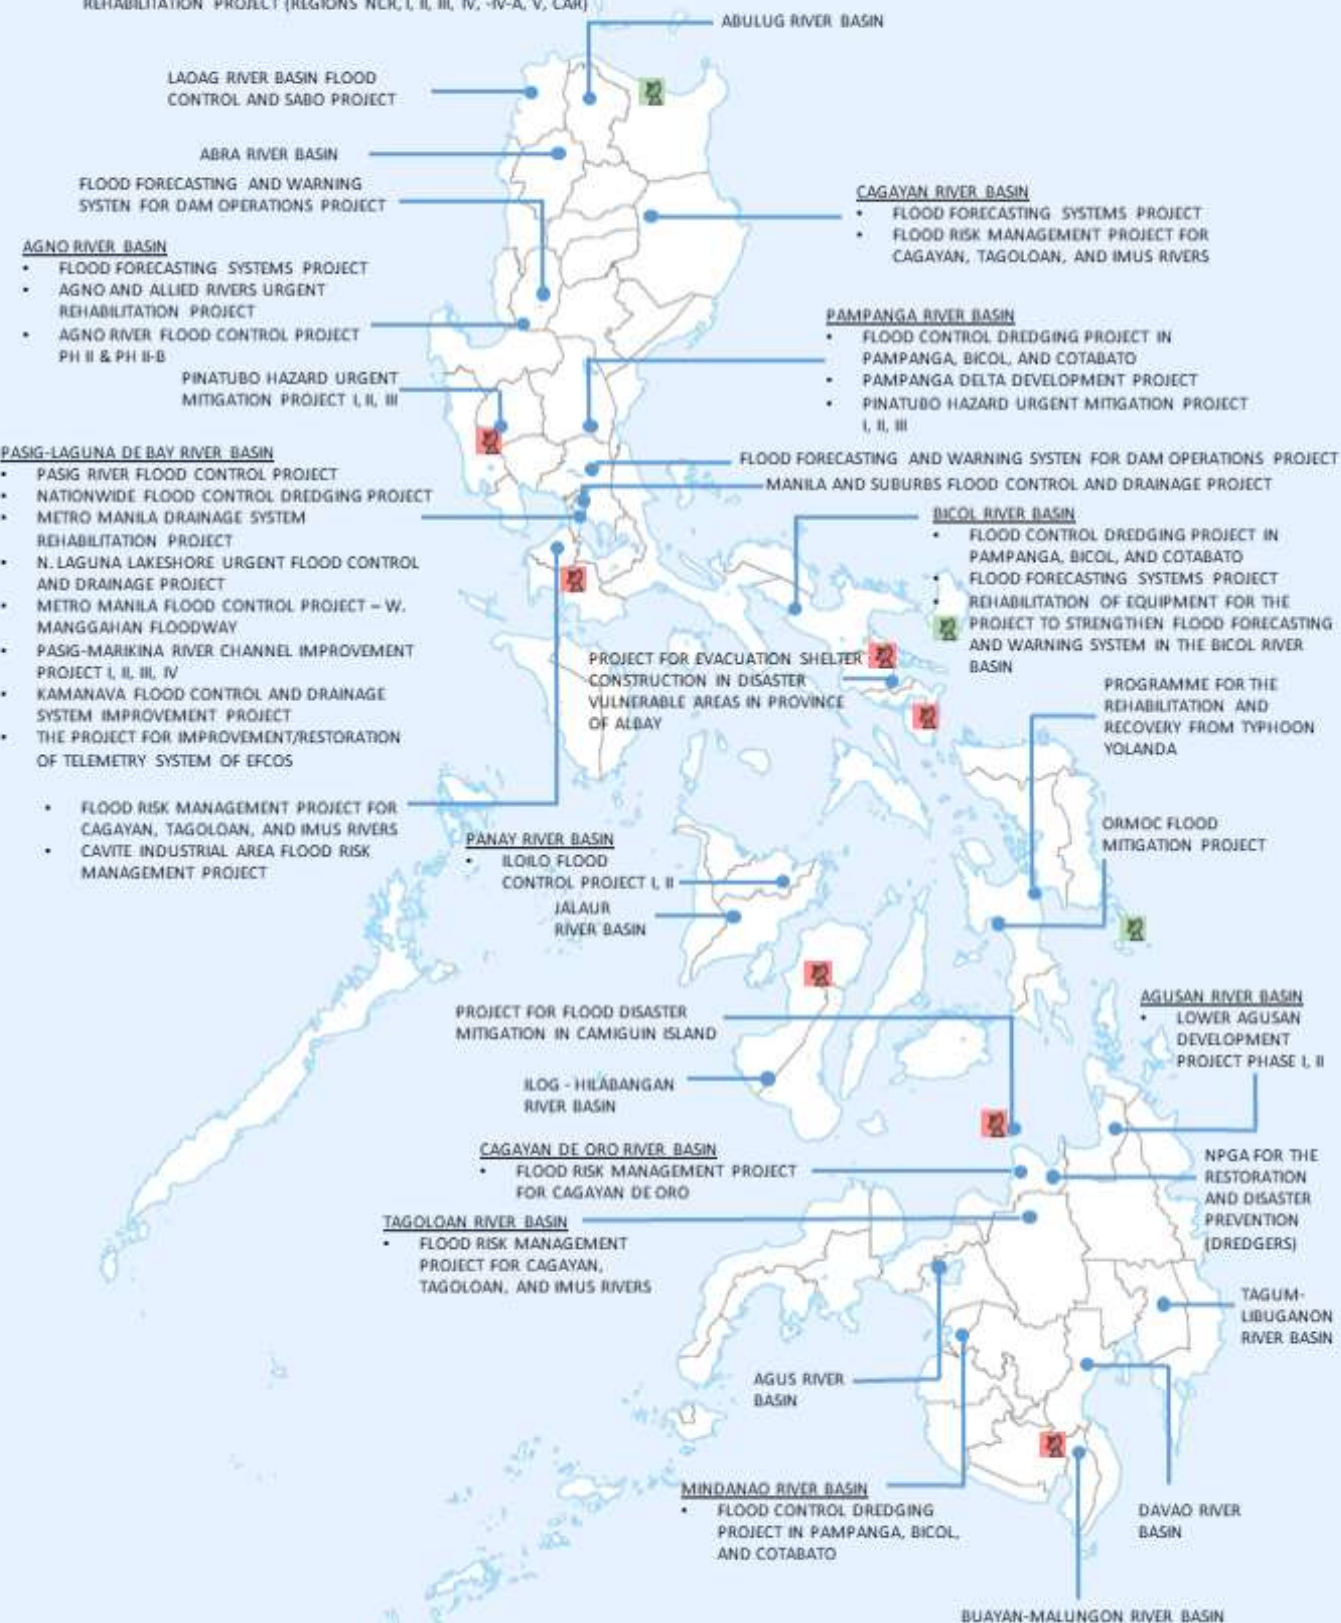 REHABILITATION PROJECT (REGIONS NCR, I, II, III, IV, -IV-A, V, CAR)
ABULUG RIVER BASIN
LAOAG RIVER BASIN FLOOD
CONTROL AND SABO PROJECT
ABRA RIVER BASIN
FLOOD FORECASTING AND WARNING
SYSTEN FOR DAM OPERATIONS PROJECT
CAGAYAN RIVER BASIN
• FLOOD FORECASTING SYSTEMS PROJECT
• FLOOD RISK MANAGEMENT PROJECT FOR
CAGAYAN, TAGOLOAN, AND IMUS RIVERS
AGNO RIVER BASIN
• FLOOD FORECASTING SYSTEMS PROJECT
• AGNO AND ALLIED RIVERS URGENT
REHABILITATION PROJECT
• AGNO RIVER FLOOD CONTROL PROJECT
PH II & PH II-B
PAMPANGA RIVER BASIN
• FLOOD CONTROL DREDGING PROJECT IN
PAMPANGA, BICOL, AND COTABATO
• PAMPANGA DELTA DEVELOPMENT PROJECT
• PINATUBO HAZARD URGENT MITIGATION PROJECT
I, II, III
PINATUBO HAZARD URGENT
MITIGATION PROJECT I, II, III
PASIG-LAGUNA DE BAY RIVER BASIN
• PASIG RIVER FLOOD CONTROL PROJECT
• NATIONWIDE FLOOD CONTROL DREDGING PROJECT
• METRO MANILA DRAINAGE SYSTEM
REHABILITATION PROJECT
• N. LAGUNA LAKESHORE URGENT FLOOD CONTROL
AND DRAINAGE PROJECT
• METRO MANILA FLOOD CONTROL PROJECT – W.
MANGGAHAN FLOODWAY
• PASIG-MARIKINA RIVER CHANNEL IMPROVEMENT
PROJECT I, II, III, IV
• KAMANAVA FLOOD CONTROL AND DRAINAGE
SYSTEM IMPROVEMENT PROJECT
• THE PROJECT FOR IMPROVEMENT/RESTORATION
OF TELEMETRY SYSTEM OF EFCOS
FLOOD FORECASTING AND WARNING SYSTEN FOR DAM OPERATIONS PROJECT
MANILA AND SUBURBS FLOOD CONTROL AND DRAINAGE PROJECT
BICOL RIVER BASIN
• FLOOD CONTROL DREDGING PROJECT IN
PAMPANGA, BICOL, AND COTABATO
• FLOOD FORECASTING SYSTEMS PROJECT
• REHABILITATION OF EQUIPMENT FOR THE
PROJECT TO STRENGTHEN FLOOD FORECASTING
AND WARNING SYSTEM IN THE BICOL RIVER
BASIN
PROJECT FOR EVACUATION SHELTER
CONSTRUCTION IN DISASTER
VULNERABLE AREAS IN PROVINCE
OF ALBAY
PROGRAMME FOR THE
REHABILITATION AND
RECOVERY FROM TYPHOON
YOLANDA
• FLOOD RISK MANAGEMENT PROJECT FOR
CAGAYAN, TAGOLOAN, AND IMUS RIVERS
• CAVITE INDUSTRIAL AREA FLOOD RISK
MANAGEMENT PROJECT
ORMOC FLOOD
MITIGATION PROJECT
PANAY RIVER BASIN
• ILOILO FLOOD
CONTROL PROJECT I, II
JALAUR
RIVER BASIN
PROJECT FOR FLOOD DISASTER
MITIGATION IN CAMIGUIN ISLAND
AGUSAN RIVER BASIN
• LOWER AGUSAN
DEVELOPMENT
PROJECT PHASE I, II
ILOG - HILABANGAN
RIVER BASIN
CAGAYAN DE ORO RIVER BASIN
• FLOOD RISK MANAGEMENT PROJECT
FOR CAGAYAN DE ORO
NPGA FOR THE
RESTORATION
AND DISASTER
PREVENTION
(DREDGERS)
TAGOLOAN RIVER BASIN
• FLOOD RISK MANAGEMENT
PROJECT FOR CAGAYAN,
TAGOLOAN, AND IMUS RIVERS
TAGUM-
LIBUGANON
RIVER BASIN
AGUS RIVER
BASIN
MINDANAO RIVER BASIN
• FLOOD CONTROL DREDGING
PROJECT IN PAMPANGA, BICOL,
AND COTABATO
DAVAO RIVER
BASIN
BUAYAN-MALUNGON RIVER BASIN